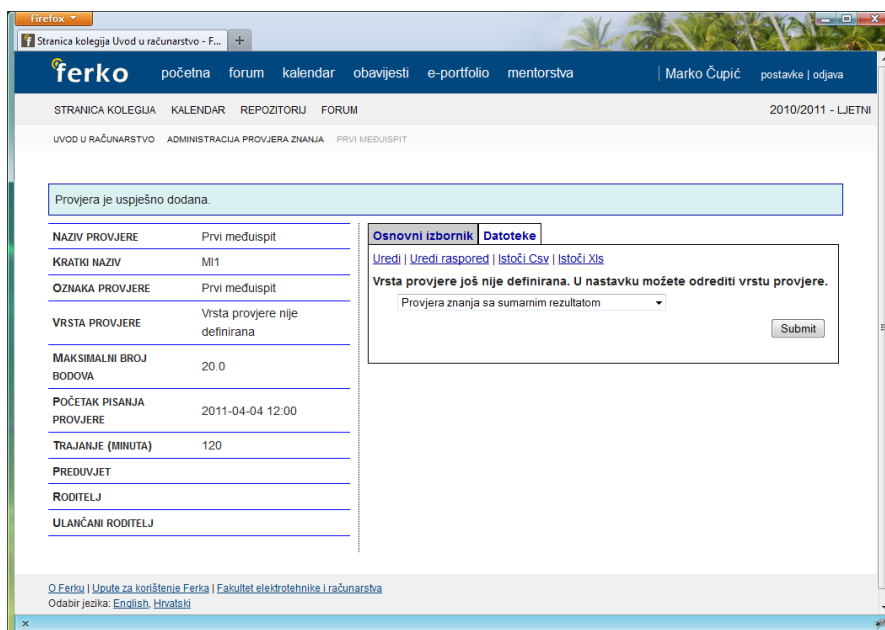 Firefox
Stranica kolegija Uvod u računarstvo - F...
ferko
početna forum kalendar obavijesti e-portfolio mentorstva | Marko Čupić postavke | odjava
STRANICA KOLEGIJA KALENDAR REPOZITORIJ FORUM 2010/2011 - LJETNI
UVOD U RAČUNARSTVO ADMINISTRACIJA PROVJERA ZNANJA PRVI MEĐUISPIT
Provjera je uspješno dodana.
NAZIV PROVJERE Prvi međuispit
KRATKI NAZIV MI1
OZNAKA PROVJERE Prvi međuispit
VRSTA PROVJERE Vrsta provjere nije
definirana
MAKSIMALNI BROJ
BODOVA 20.0
POČETAK PISANJA
PROVJERE 2011-04-04 12:00
TRAJANJE (MINUTA) 120
PREDUVJET
RODITELJ
ULANČANI RODITELJ
Osnovni izbornik Datoteke
Uredi | Uredi raspored | Istoči Csv | Istoči Xls
Vrsta provjere još nije definirana. U nastavku možete odrediti vrstu provjere.
Provjera znanja sa sumarnim rezultatom
Submit
O Ferku | Upute za korištenje Ferka | Fakultet elektrotehnike i računarstva
Odabir jezika: English, Hrvatski